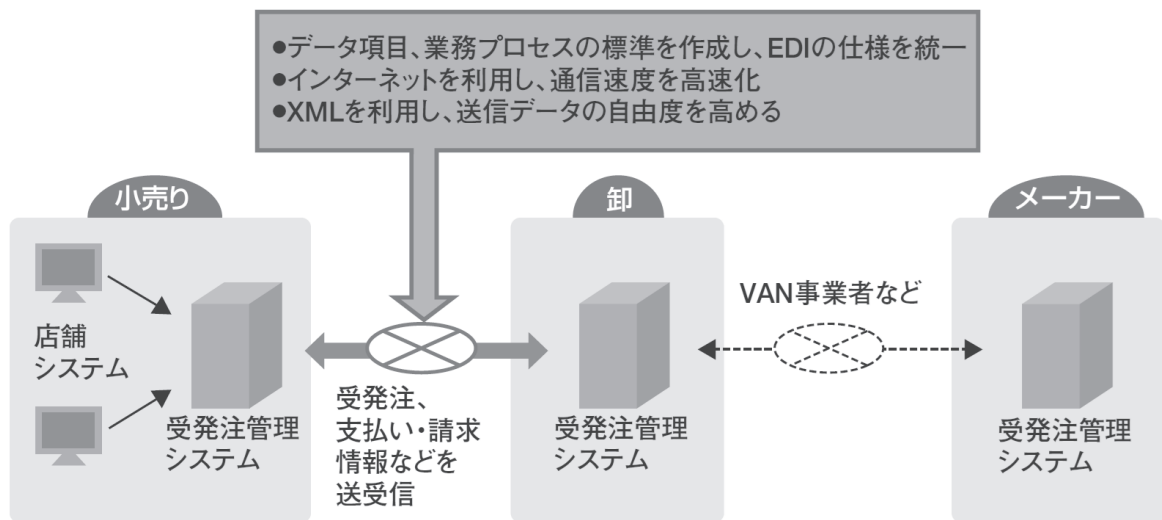 ●データ項目、業務プロセスの標準を作成し、EDIの仕様を統一
●インターネットを利用し、通信速度を高速化
●XMLを利用し、送信データの自由度を高める
小売り
卸
メーカー
店舗
システム
受発注管理
システム
受発注、
支払い・請求
情報などを
送受信
受発注管理
システム
VAN事業者など
受発注管理
システム